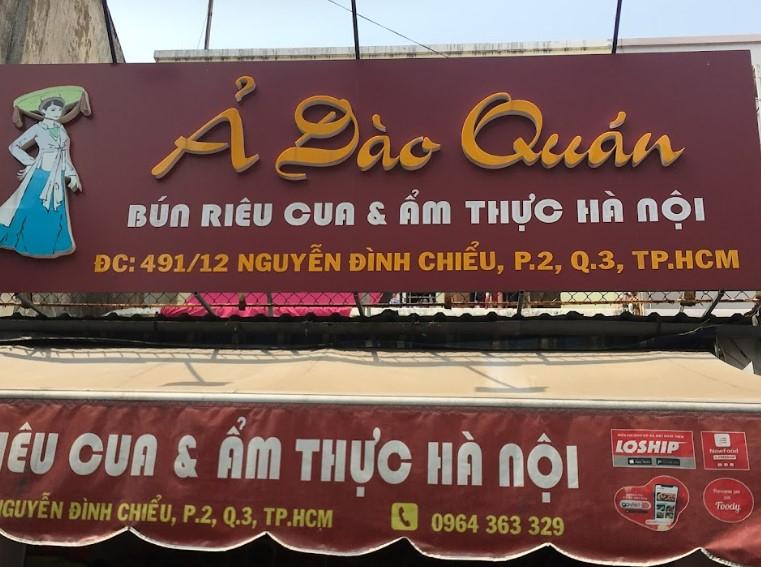 Ả Đào Quán
BÚN RIÊU CUA & ẨM THỰC HÀ NỘI
ĐC: 491/12 NGUYỄN ĐÌNH CHIỂU, P.2, Q.3, TP.HCM
IÊU CUA & ẨM THỰC HÀ NỘI
NGUYỄN ĐÌNH CHIỂU, P.2, Q.3, TP.HCM
0964 363 329
LOSHIP
NowFood
Foody